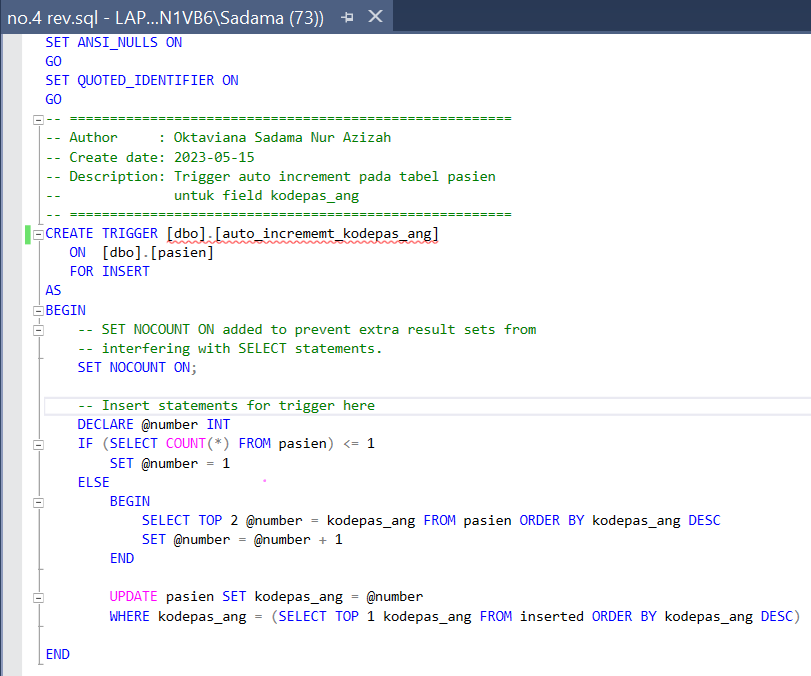 no.4 rev.sql - LAP...N1VB6\Sadama (73))
SET ANSI_NULLS ON
GO
SET QUOTED_IDENTIFIER ON
GO
-- =======================================================
-- Author     : Oktaviana Sadama Nur Azizah
-- Create date: 2023-05-15
-- Description: Trigger auto increment pada tabel pasien
--              untuk field kodepas_ang
-- =======================================================
CREATE TRIGGER [dbo].[auto_incrememt_kodepas_ang]
   ON  [dbo].[pasien]
   FOR INSERT
AS
BEGIN
    -- SET NOCOUNT ON added to prevent extra result sets from
    -- interfering with SELECT statements.
    SET NOCOUNT ON;
    -- Insert statements for trigger here
    DECLARE @number INT
    IF (SELECT COUNT(*) FROM pasien) <= 1
        SET @number = 1
    ELSE
        BEGIN
            SELECT TOP 2 @number = kodepas_ang FROM pasien ORDER BY kodepas_ang DESC
            SET @number = @number + 1
        END
        UPDATE pasien SET kodepas_ang = @number
        WHERE kodepas_ang = (SELECT TOP 1 kodepas_ang FROM inserted ORDER BY kodepas_ang DESC)
END